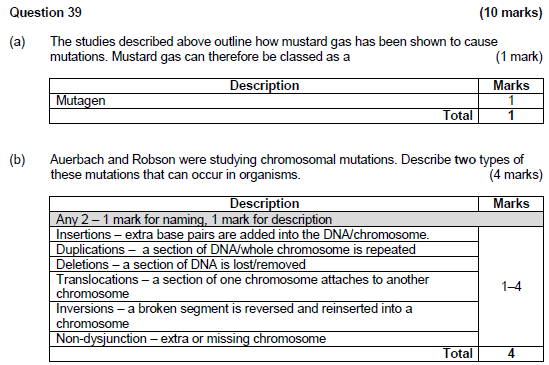 Question 39 (10 marks)
(a) The studies described above outline how mustard gas has been shown to cause
mutations. Mustard gas can therefore be classed as a (1 mark)
Description Marks
Mutagen 1
Total 1
(b) Auerbach and Robson were studying chromosomal mutations. Describe two types of
these mutations that can occur in organisms. (4 marks)
Description Marks
Any 2 – 1 mark for naming, 1 mark for description
Insertions – extra base pairs are added into the DNA/chromosome.
Duplications – a section of DNA/whole chromosome is repeated
Deletions – a section of DNA is lost/removed
Translocations – a section of one chromosome attaches to another
chromosome
1–4
Inversions – a broken segment is reversed and reinserted into a
chromosome
Non-dysjunction – extra or missing chromosome
Total 4